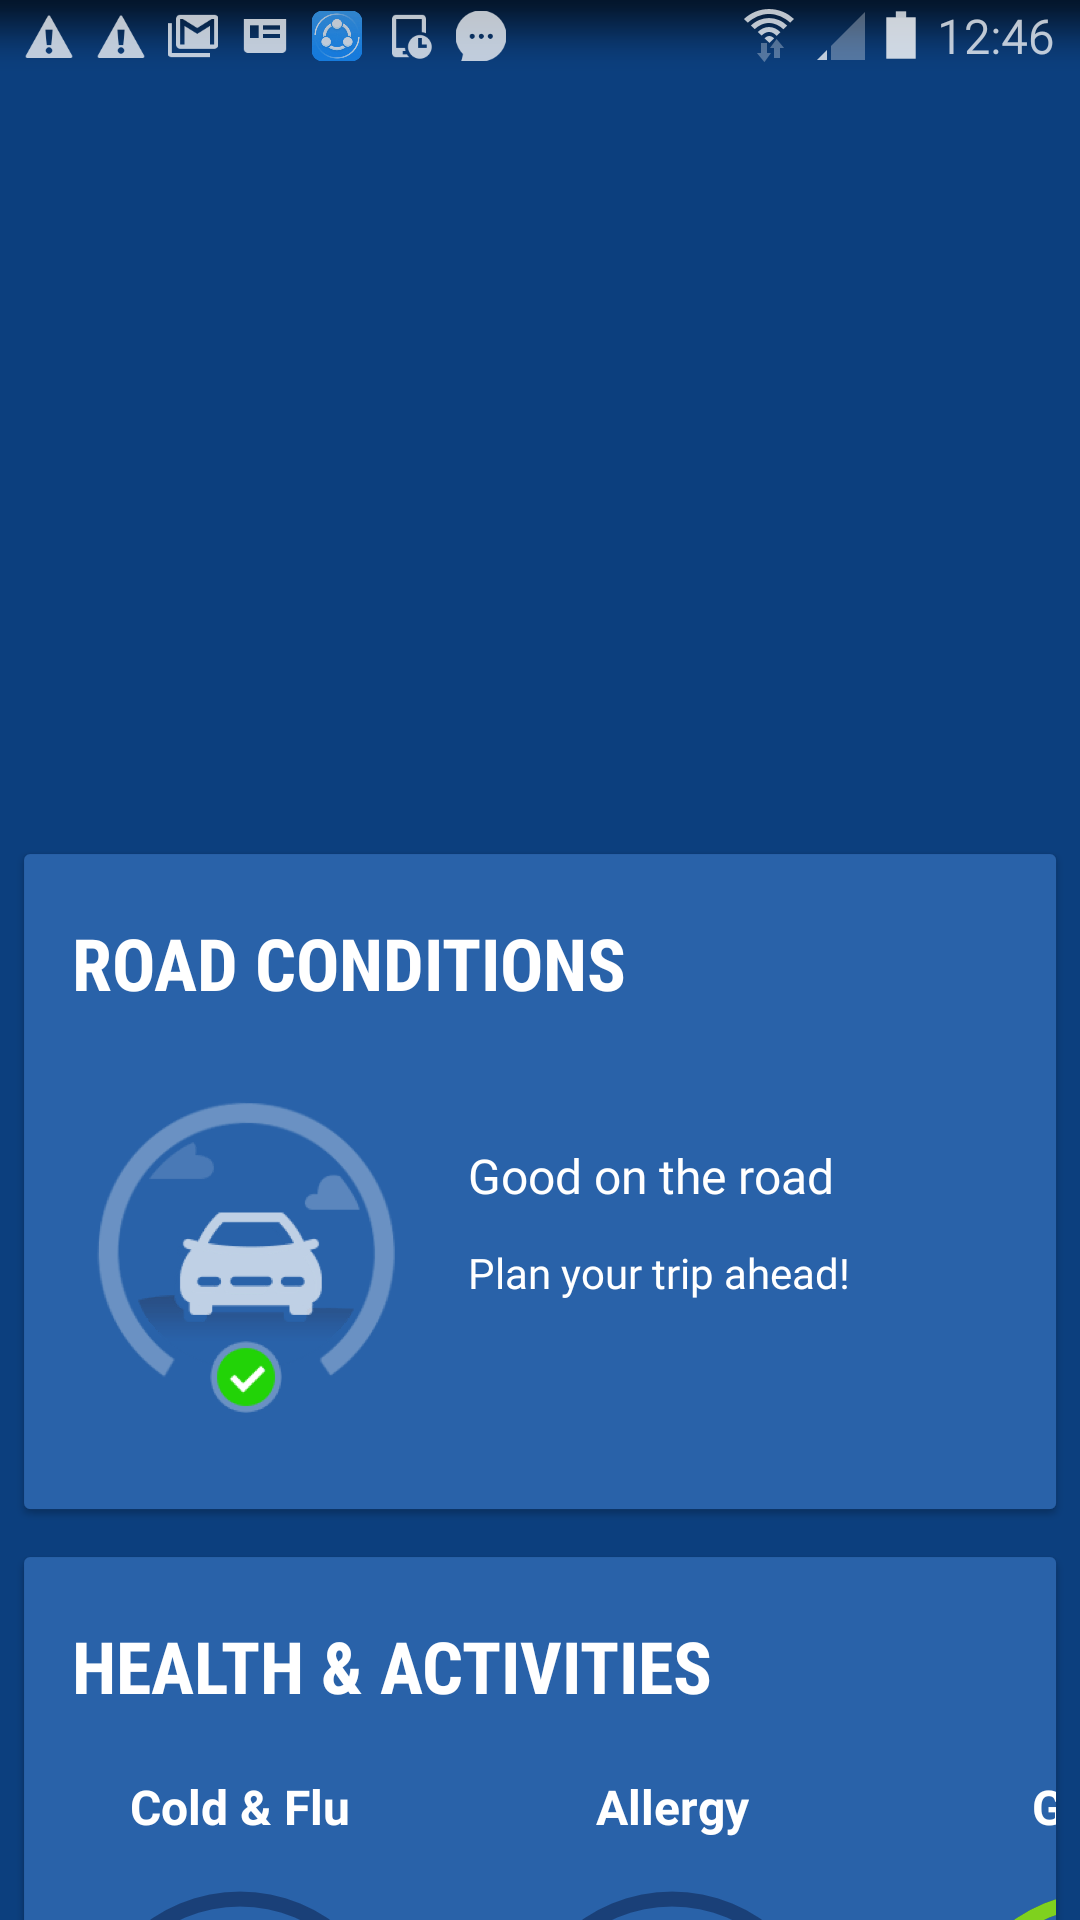 12:46
ROAD CONDITIONS
Good on the road
Plan your trip ahead!
HEALTH & ACTIVITIES
Cold & Flu Allergy G